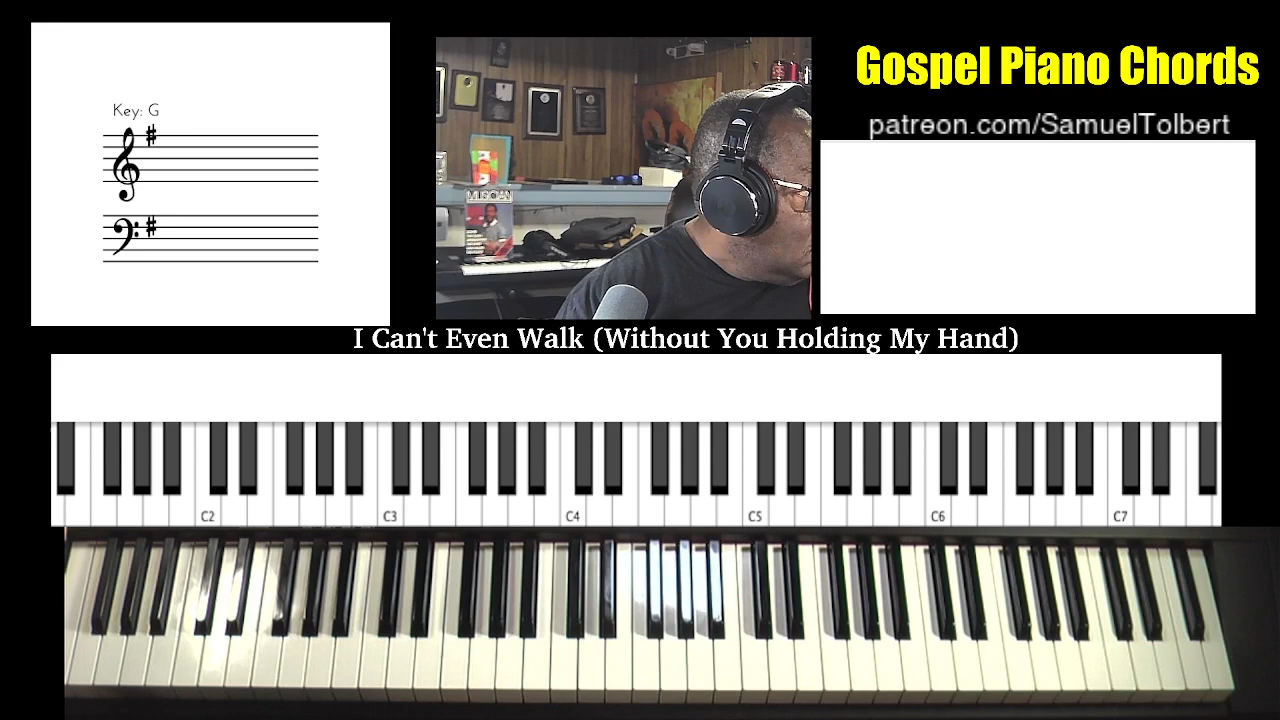 Key: G
Gospel Piano Chords
patreon.com/SamuelTolbert
I Can't Even Walk (Without You Holding My Hand)
C2 C3 C4 C5 C6 C7